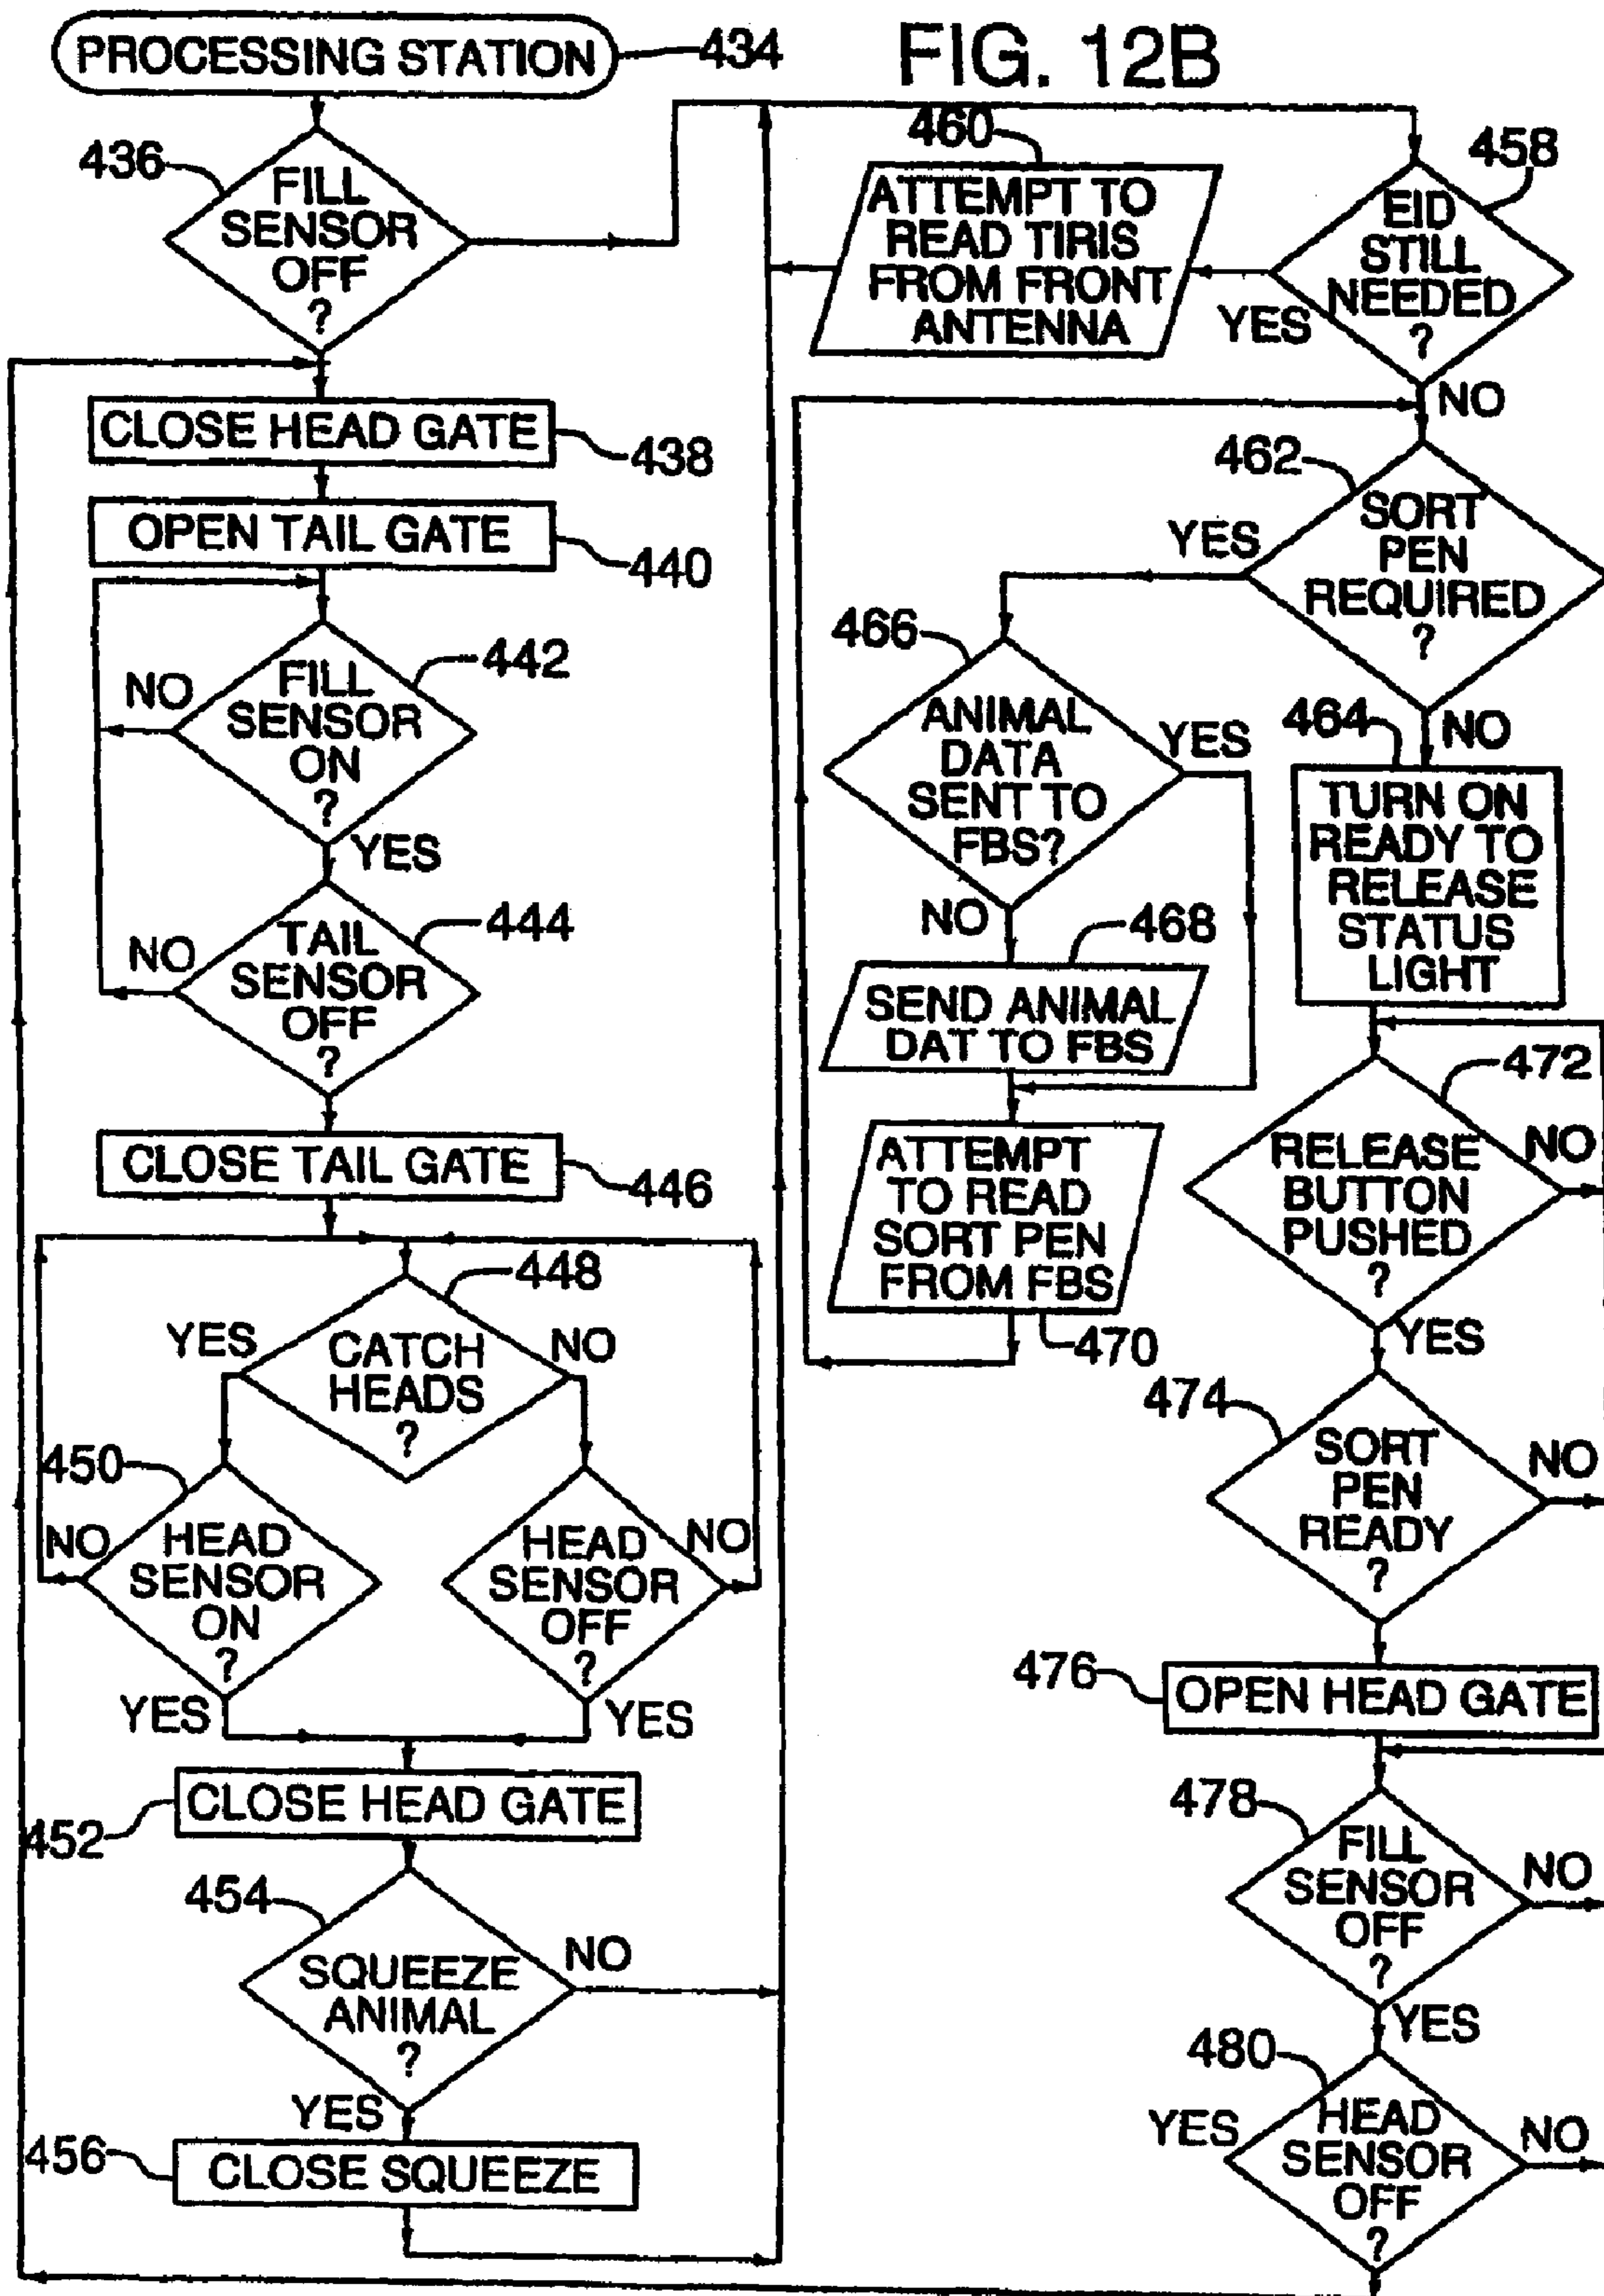 FIG. 12B
PROCESSING STATION
434
436
FILL
SENSOR
OFF
?
CLOSE HEAD GATE
438
OPEN TAIL GATE
440
442
FILL
SENSOR
ON
?
NO
YES
444
TAIL
SENSOR
OFF
?
NO
CLOSE TAIL GATE
446
448
CATCH
HEADS
?
YES
NO
450
HEAD
SENSOR
ON
?
NO
YES
HEAD
SENSOR
OFF
?
NO
YES
CLOSE HEAD GATE
452
454
SQUEEZE
ANIMAL
?
NO
YES
CLOSE SQUEEZE
456
460
ATTEMPT TO
READ TIRIS
FROM FRONT
ANTENNA
458
EID
STILL
NEEDED
?
YES
NO
462
SORT
PEN
REQUIRED
?
YES
NO
466
ANIMAL
DATA
SENT TO
FBS?
YES
NO
468
SEND ANIMAL
DAT TO FBS
ATTEMPT
TO READ
SORT PEN
FROM FBS
470
464
TURN ON
READY TO
RELEASE
STATUS
LIGHT
472
RELEASE
BUTTON
PUSHED
?
NO
YES
474
SORT
PEN
READY
?
NO
476
OPEN HEAD GATE
478
FILL
SENSOR
OFF
?
NO
YES
480
HEAD
SENSOR
OFF
?
YES
NO